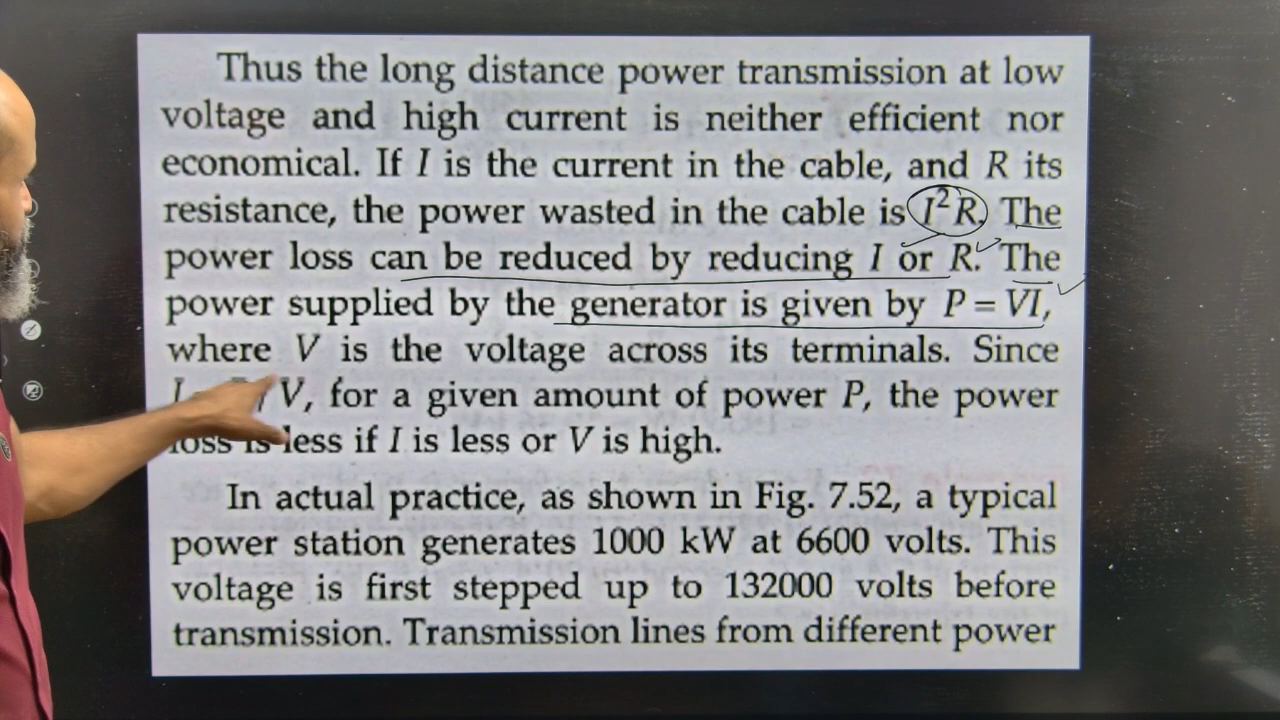 Thus the long distance power transmission at low
voltage and high current is neither efficient nor
economical. If I is the current in the cable, and R its
resistance, the power wasted in the cable is I²R. The
power loss can be reduced by reducing I or R. The
power supplied by the generator is given by P = VI,
where V is the voltage across its terminals. Since
V, for a given amount of power P, the power
loss is less if I is less or V is high.
In actual practice, as shown in Fig. 7.52, a typical
power station generates 1000 kW at 6600 volts. This
voltage is first stepped up to 132000 volts before
transmission. Transmission lines from different power